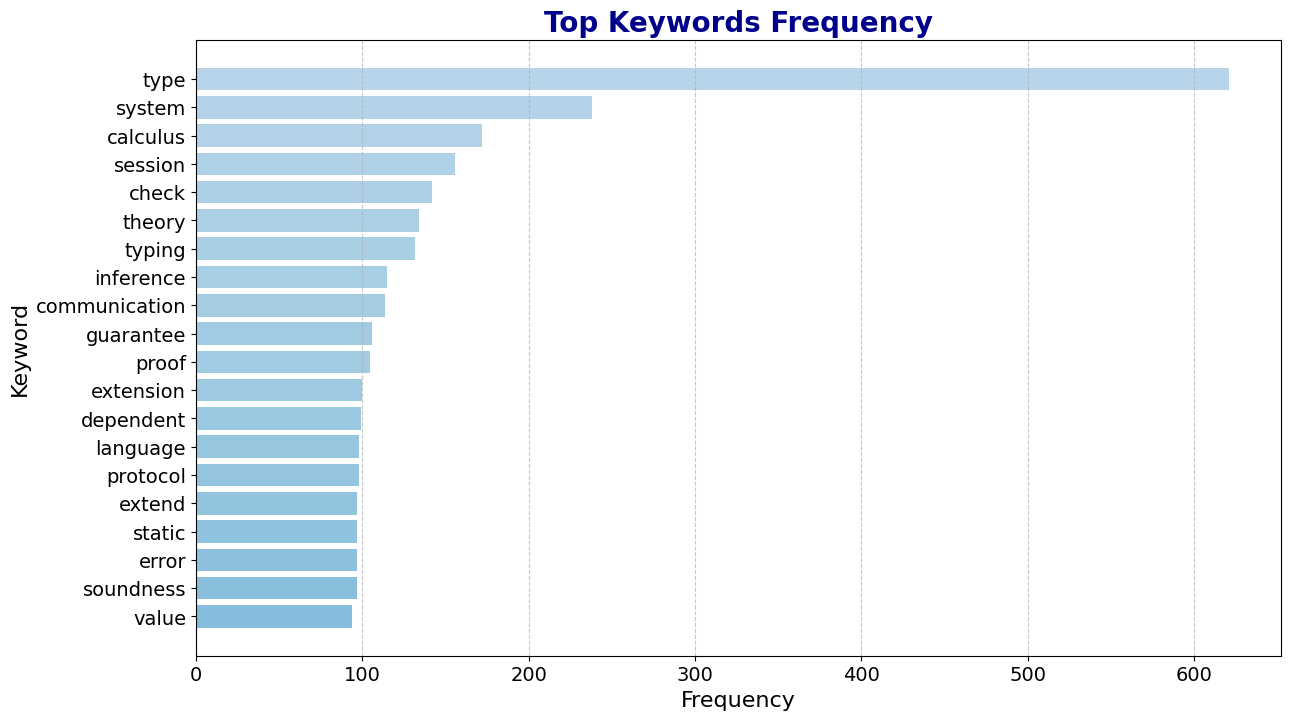 Top Keywords Frequency
type
system
calculus
session
check
theory
typing
inference
communication
guarantee
proof
extension
dependent
language
protocol
extend
static
error
soundness
value
Keyword
0 100 200 300 400 500 600
Frequency